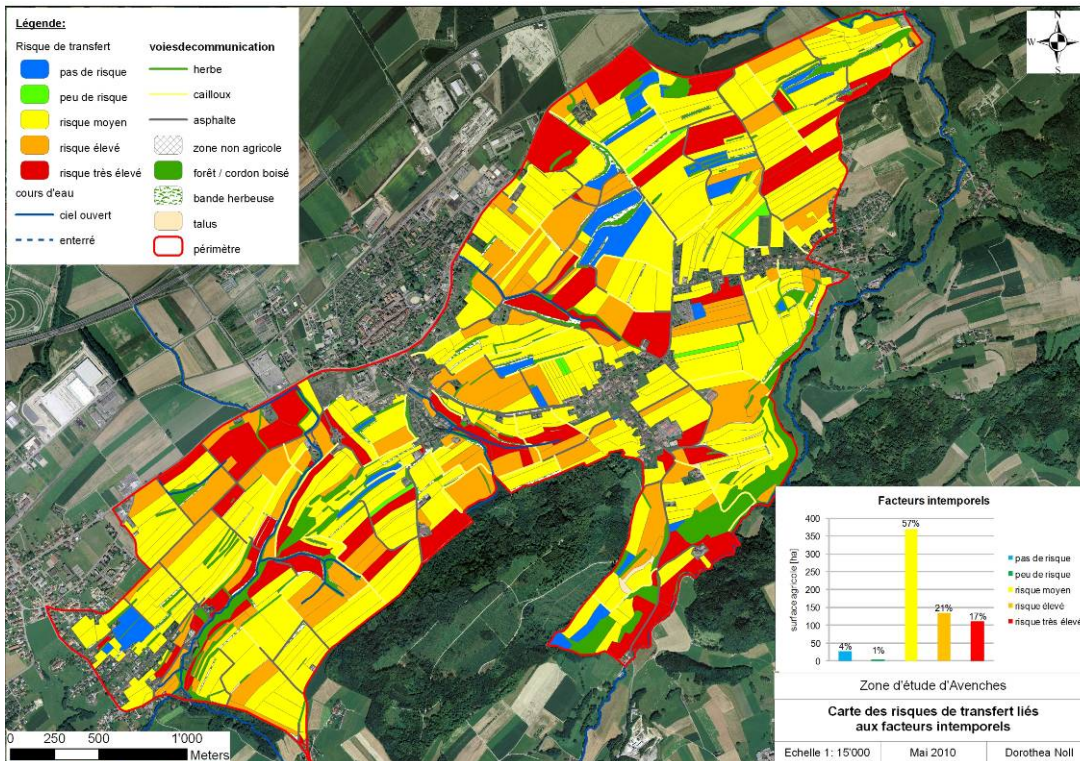 Légende:
Risque de transfert
pas de risque
peu de risque
risque moyen
risque élevé
risque très élevé
cours d'eau
ciel ouvert
enterré
voiesdecommunication
herbe
cailloux
asphalte
zone non agricole
forêt / cordon boisé
bande herbeuse
talus
périmètre
N
W E
S
0 250 500 1'000
Meters
Facteurs intemporels
surface agricole [ha]
400
350
300
250
200
150
100
50
0
4%
1%
57%
21%
17%
pas de risque
peu de risque
risque moyen
risque élevé
risque très élevé
Zone d'étude d'Avenches
Carte des risques de transfert liés
aux facteurs intemporels
Echelle 1: 15'000 Mai 2010 Dorothea Noll